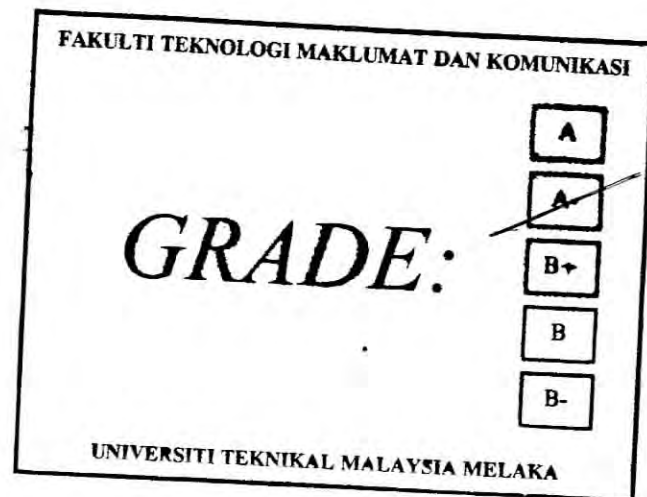 FAKULTI TEKNOLOGI MAKLUMAT DAN KOMUNIKASI
A
A-
GRADE:
B+
B
B-
UNIVERSITI TEKNIKAL MALAYSIA MELAKA